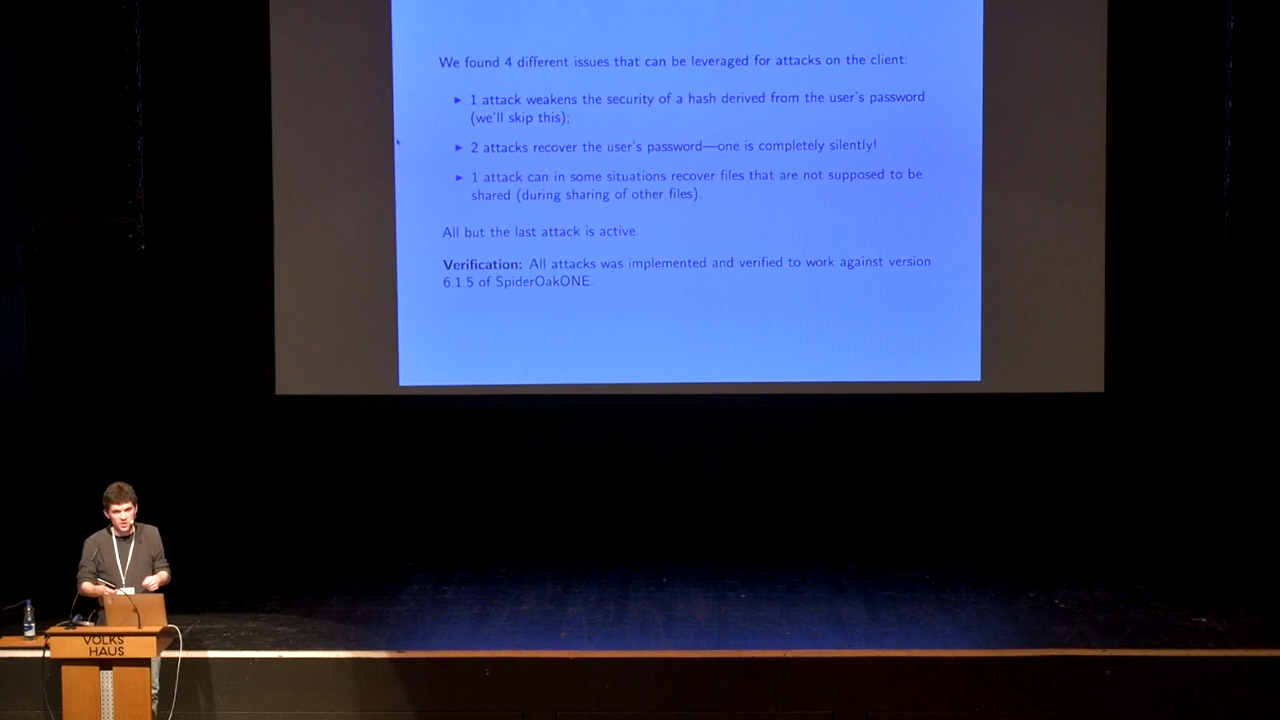 We found 4 different issues that can be leveraged for attacks on the client:
▶ 1 attack weakens the security of a hash derived from the user's password
(we'll skip this);
▶ 2 attacks recover the user's password—one is completely silently!
▶ 1 attack can in some situations recover files that are not supposed to be
shared (during sharing of other files).
All but the last attack is active.
Verification: All attacks was implemented and verified to work against version
6.1.5 of SpiderOakONE.
VOLKS
HAUS